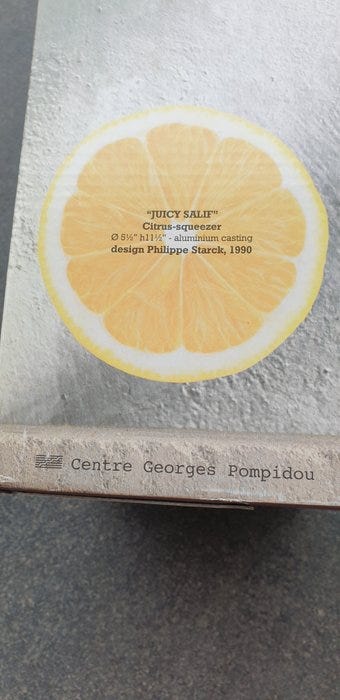 "JUICY SALIF"
Citrus-squeezer
Ø 5½" h11½" - aluminium casting
design Philippe Starck, 1990
Centre Georges Pompidou